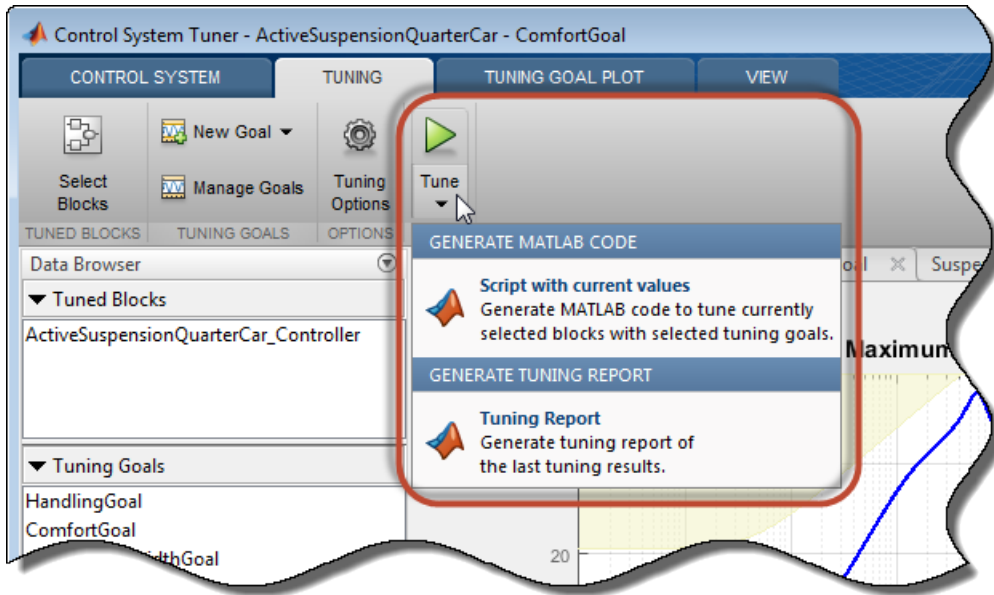 Control System Tuner - ActiveSuspensionQuarterCar - ComfortGoal
CONTROL SYSTEM
TUNING
TUNING GOAL PLOT
VIEW
New Goal
Manage Goals
Select
Blocks
Tuning
Options
Tune
TUNED BLOCKS
TUNING GOALS
OPTIONS
GENERATE MATLAB CODE
Script with current values
Generate MATLAB code to tune currently
selected blocks with selected tuning goals.
GENERATE TUNING REPORT
Tuning Report
Generate tuning report of
the last tuning results.
Data Browser
Tuned Blocks
ActiveSuspensionQuarterCar_Controller
Tuning Goals
HandlingGoal
ComfortGoal
Maximum
20